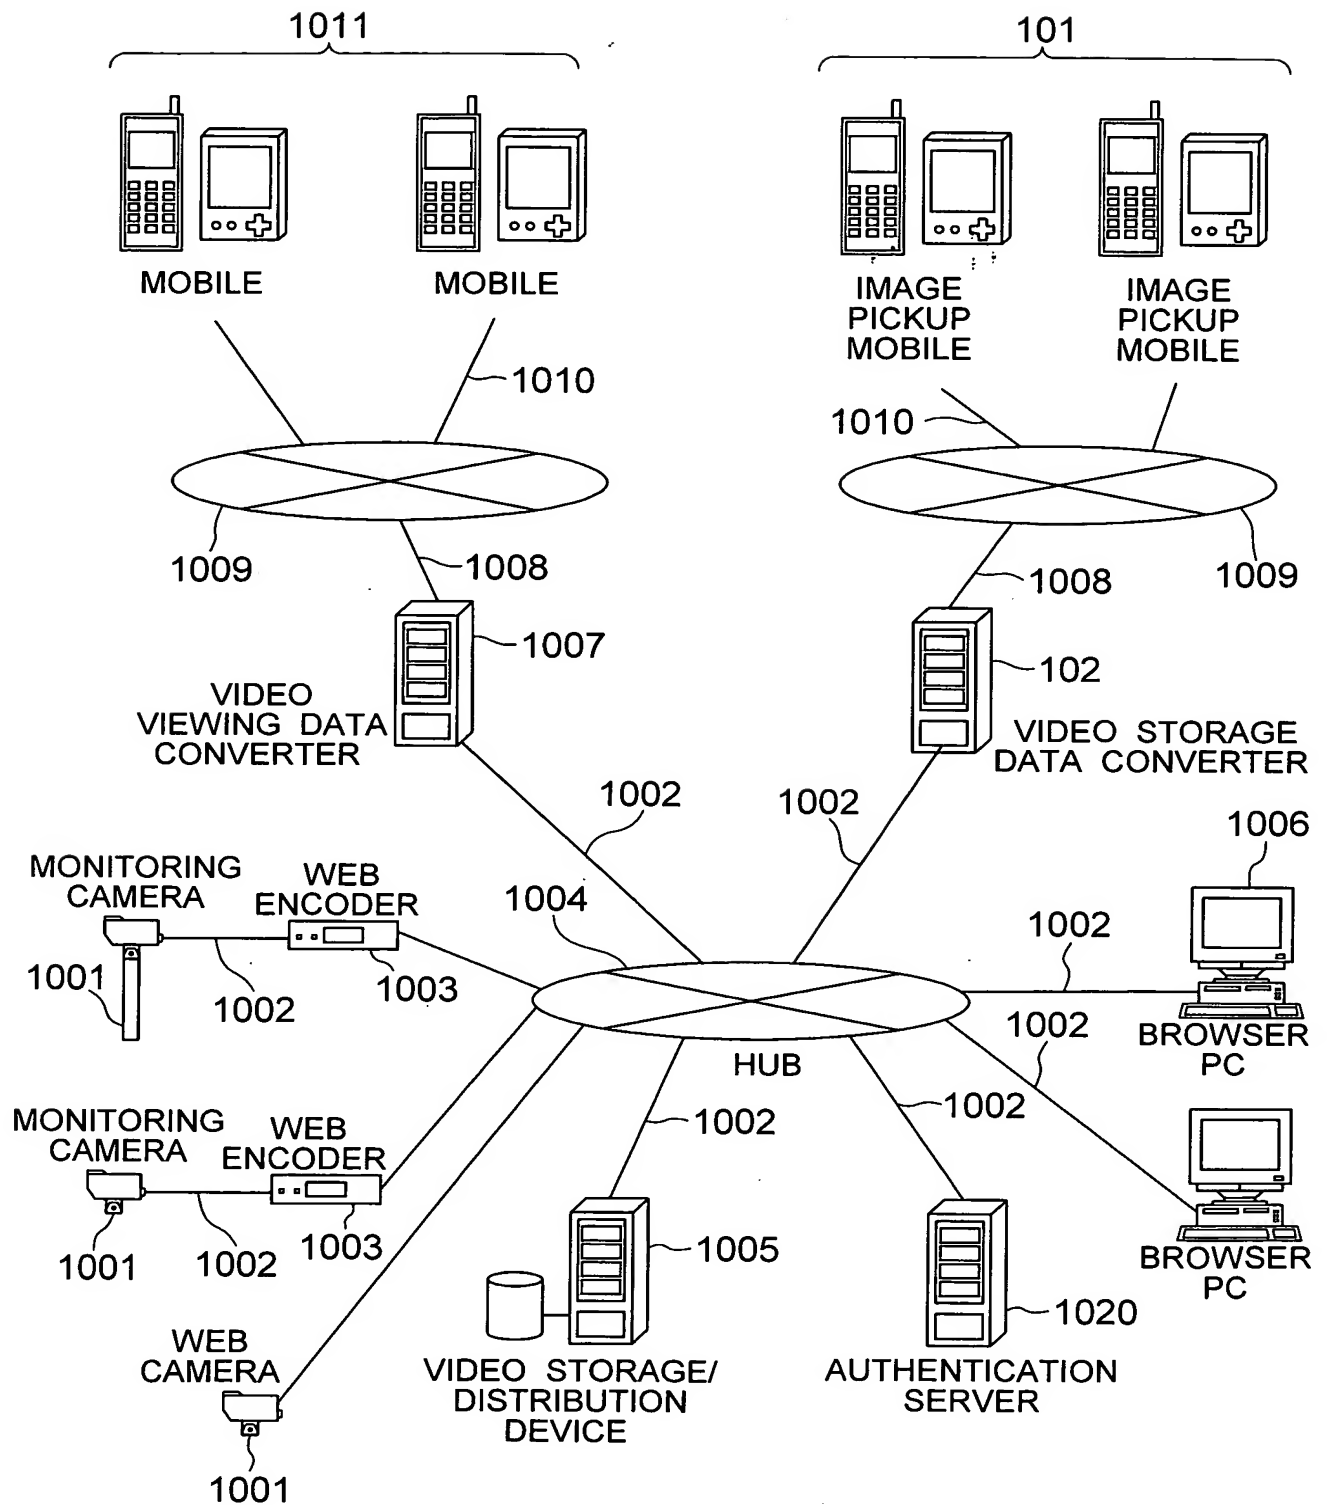 1011
101
MOBILE
MOBILE
IMAGE
PICKUP
MOBILE
IMAGE
PICKUP
MOBILE
1010
1010
1009
1008
1008
1009
1007
102
VIDEO
VIEWING DATA
CONVERTER
VIDEO STORAGE
DATA CONVERTER
1002
1002
1006
MONITORING
CAMERA
WEB
ENCODER
1004
1002
1001
1002
1003
1002
BROWSER
PC
HUB
MONITORING
CAMERA
WEB
ENCODER
1002
1002
1001
1002
1003
1005
BROWSER
PC
1020
WEB
CAMERA
VIDEO STORAGE/
DISTRIBUTION
DEVICE
AUTHENTICATION
SERVER
1001